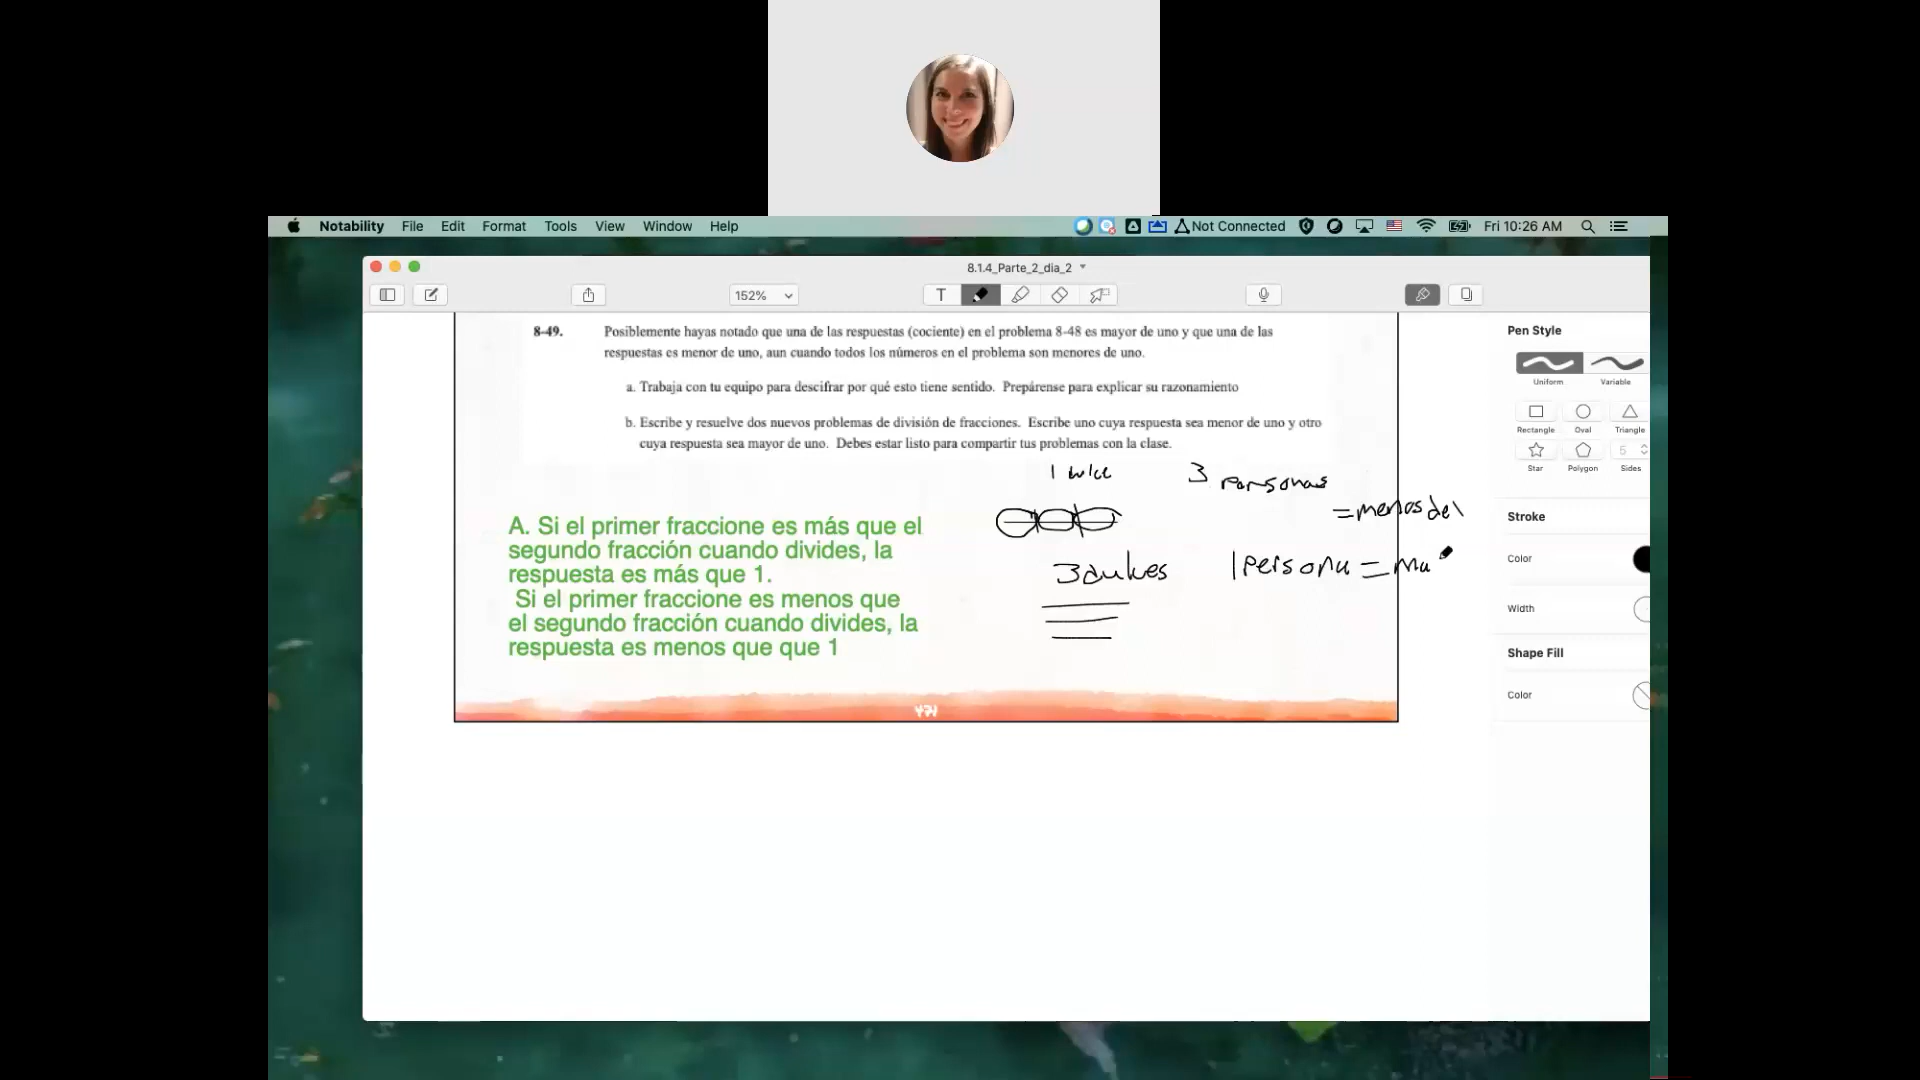 Notability File Edit Format Tools View Window Help Not Connected Fri 10:26 AM
8.1.4_Parte_2_dia_2
152% T
8-49. Posiblemente hayas notado que una de las respuestas (cociente) en el problema 8-48 es mayor de uno y que una de las
respuestas es menor de uno, aun cuando todos los números en el problema son menores de uno.
a. Trabaja con tu equipo para descifrar por qué esto tiene sentido. Prepárense para explicar su razonamiento
b. Escribe y resuelve dos nuevos problemas de división de fracciones. Escribe uno cuya respuesta sea menor de uno y otro
cuya respuesta sea mayor de uno. Debes estar listo para compartir tus problemas con la clase.
3 personas
= menos de 1
3 dulces 1 persona = ma
A. Si el primer fraccione es más que el
segundo fracción cuando divides, la
respuesta es más que 1.
Si el primer fraccione es menos que
el segundo fracción cuando divides, la
respuesta es menos que que 1
Pen Style
Uniform Variable
Rectangle Oval Triangle
5
Star Polygon Sides
Stroke
Color
Width
Shape Fill
Color